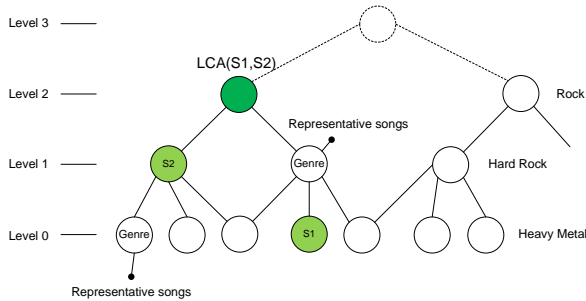 Level 3
LCA(S1,S2)
Level 2
Rock
Representative songs
Level 1
S2
Genre
Hard Rock
Level 0
Genre
S1
Heavy Metal
Representative songs